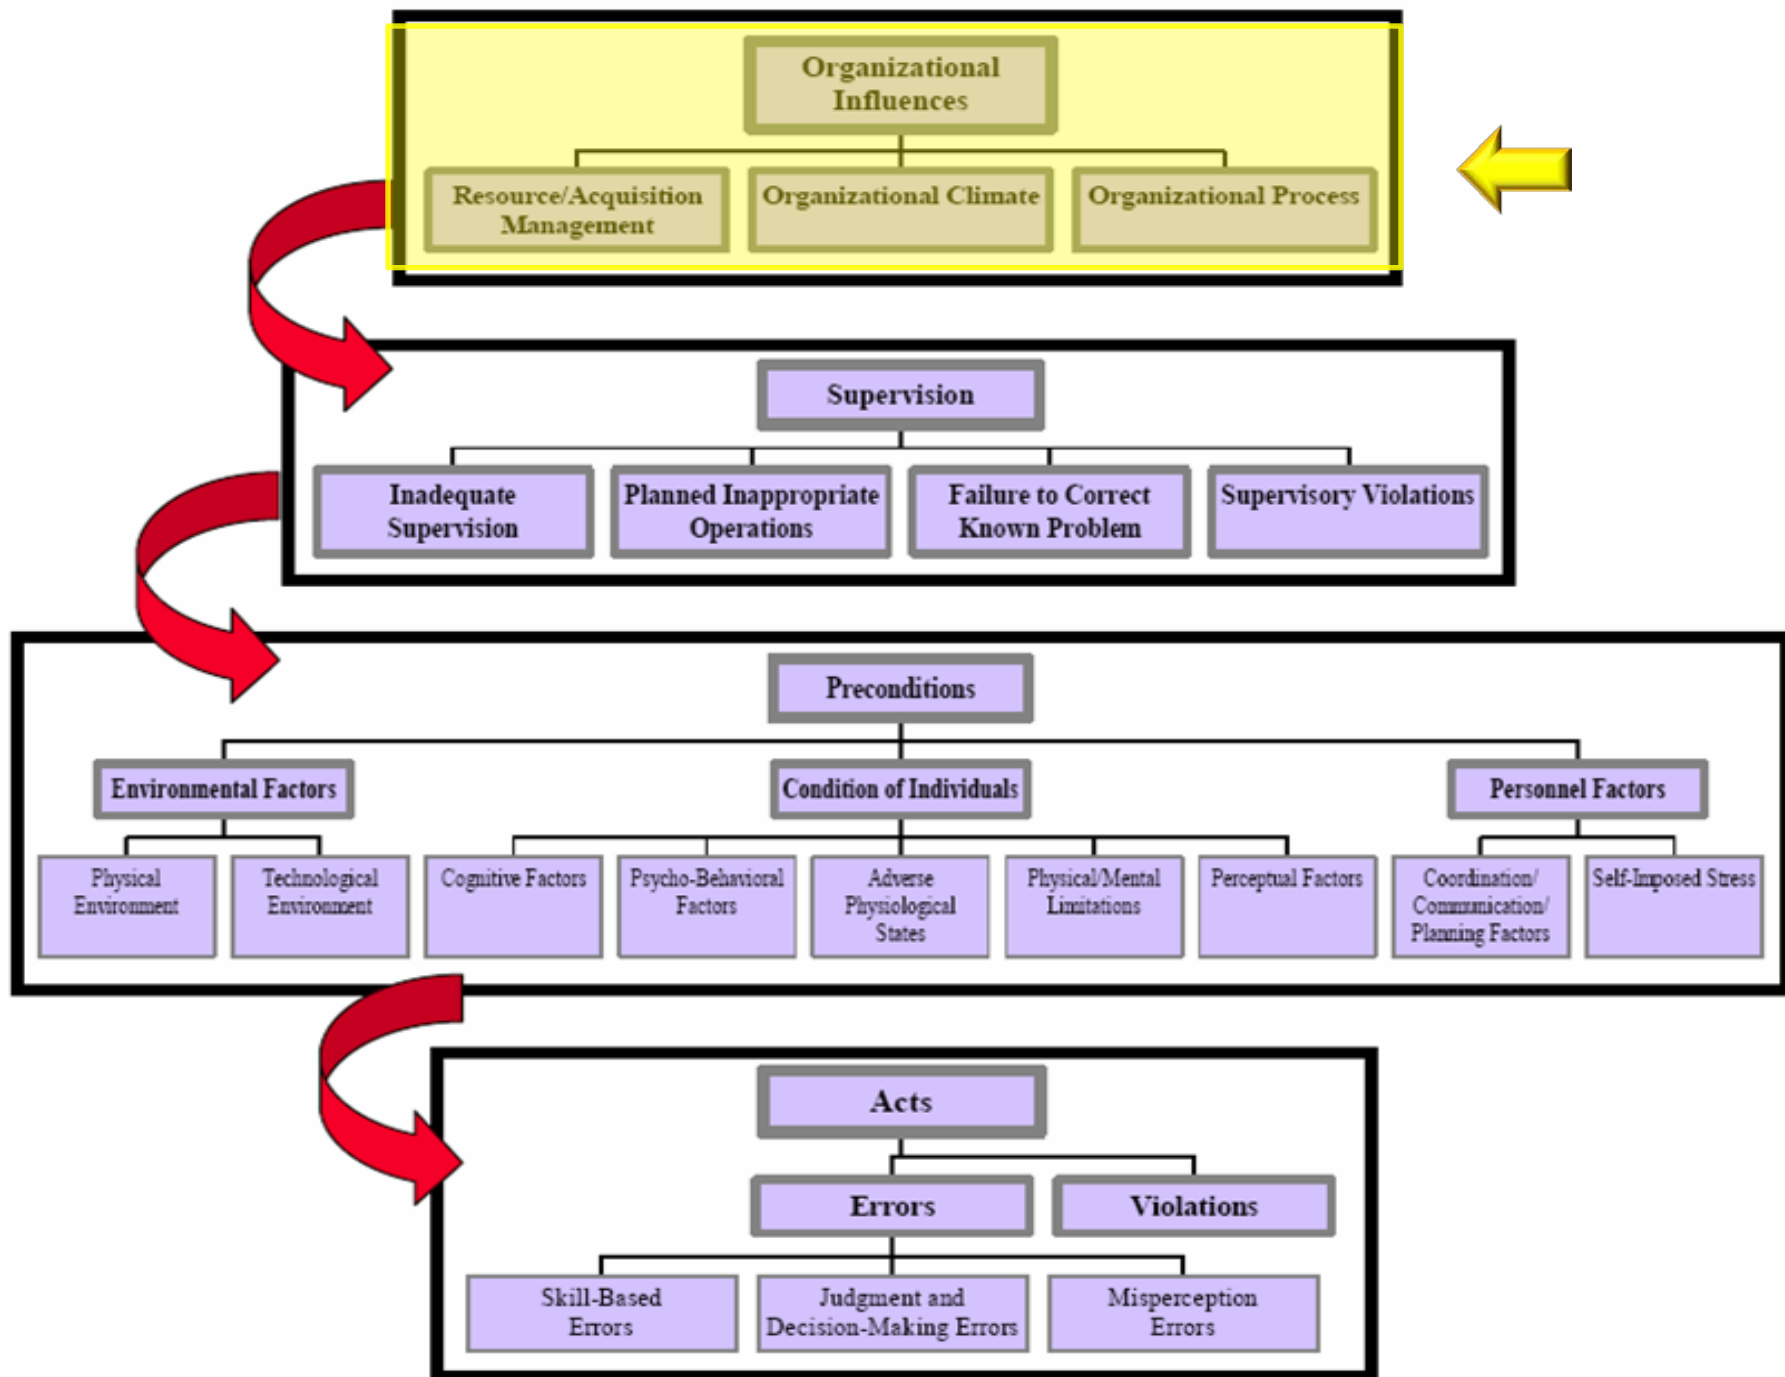 Organizational
Influences
Resource/Acquisition
Management
Organizational Climate
Organizational Process
Supervision
Inadequate
Supervision
Planned Inappropriate
Operations
Failure to Correct
Known Problem
Supervisory Violations
Preconditions
Environmental Factors
Condition of Individuals
Personnel Factors
Physical
Environment
Technological
Environment
Cognitive Factors
Psycho-Behavioral
Factors
Adverse
Physiological
States
Physical/Mental
Limitations
Perceptual Factors
Coordination/
Communication/
Planning Factors
Self-Imposed Stress
Acts
Errors
Violations
Skill-Based
Errors
Judgment and
Decision-Making Errors
Misperception
Errors